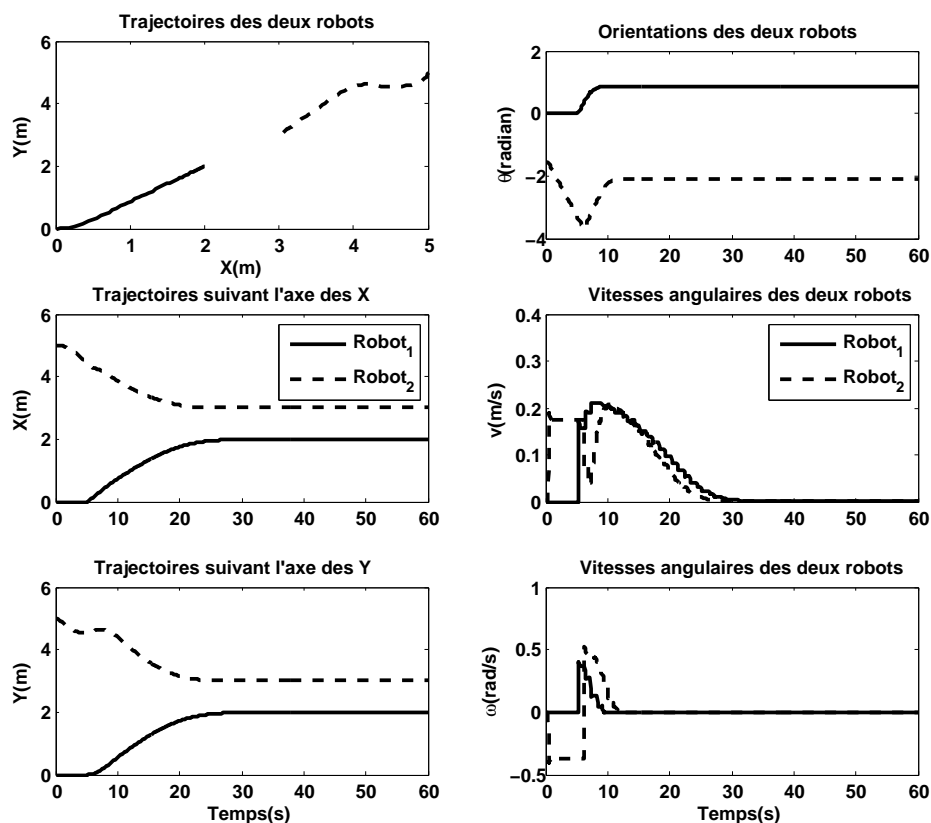 Trajectoires des deux robots
6
4
2
0
Y(m)
0 1 2 3 4 5
X(m)
Orientations des deux robots
2
0
−2
−4
θ(radian)
0 10 20 30 40 50 60
Trajectoires suivant l'axe des X
6
4
2
0
X(m)
Robot1
Robot2
0 10 20 30 40 50 60
Vitesses angulaires des deux robots
0.4
0.3
0.2
0.1
0
v(m/s)
Robot1
Robot2
0 10 20 30 40 50 60
Trajectoires suivant l'axe des Y
6
4
2
0
Y(m)
0 10 20 30 40 50 60
Temps(s)
Vitesses angulaires des deux robots
1
0.5
0
−0.5
ω(rad/s)
0 10 20 30 40 50 60
Temps(s)